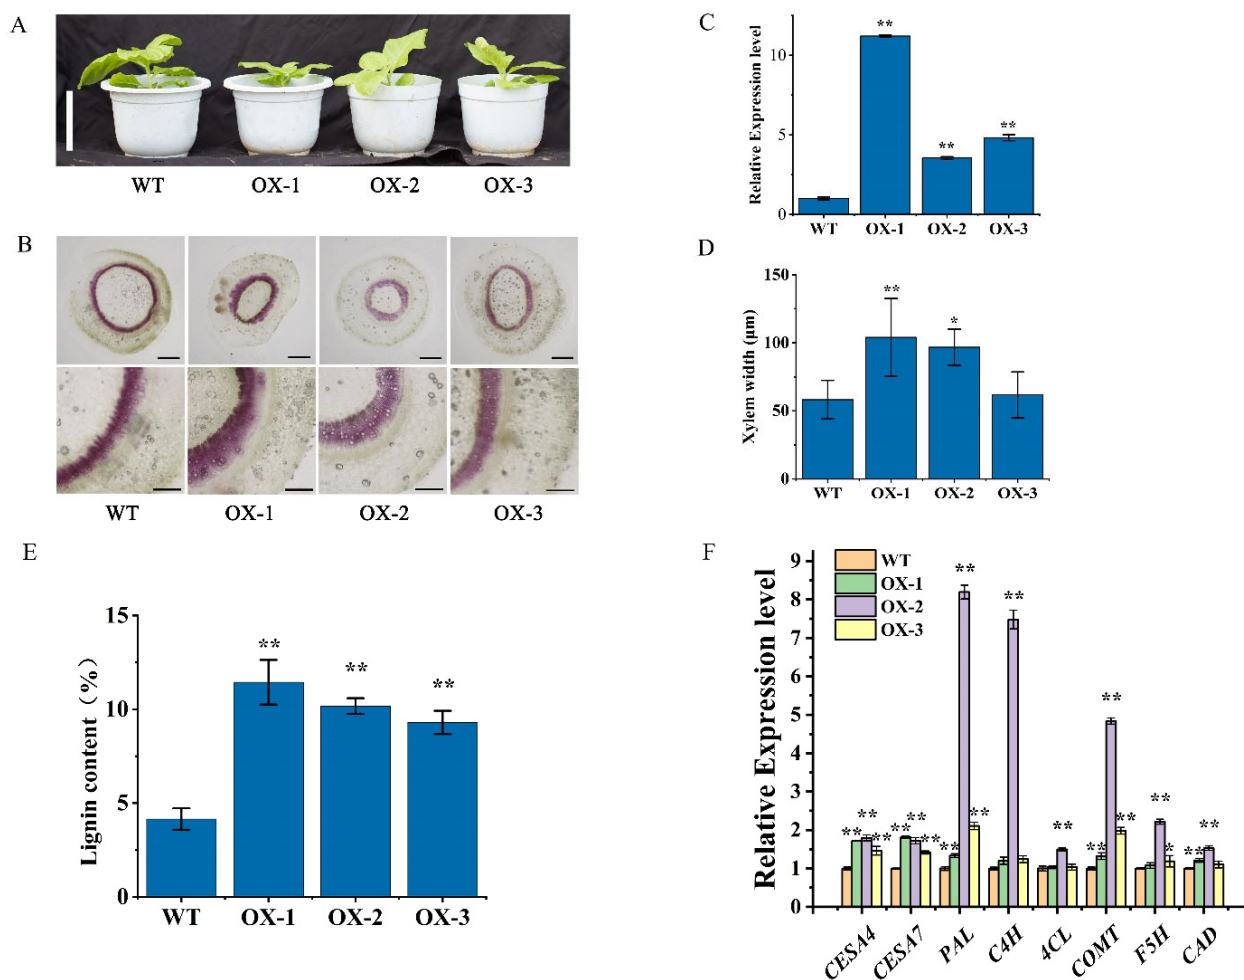 A
WT OX-1 OX-2 OX-3
B
WT OX-1 OX-2 OX-3
C
Relative Expression level
10
5
0
**
**
**
WT OX-1 OX-2 OX-3
D
Xylem width (μm)
150
100
50
0
**
*
WT OX-1 OX-2 OX-3
E
Lignin content (%)
15
10
5
0
**
**
**
WT OX-1 OX-2 OX-3
F
Relative Expression level
9
8
7
6
5
4
3
2
1
0
WT
OX-1
OX-2
OX-3
** ** **
** ** **
** ** **
**
**
** ** **
** *
** **
CESA4 CESA7 PAL C4H 4CL COMT F5H CAD